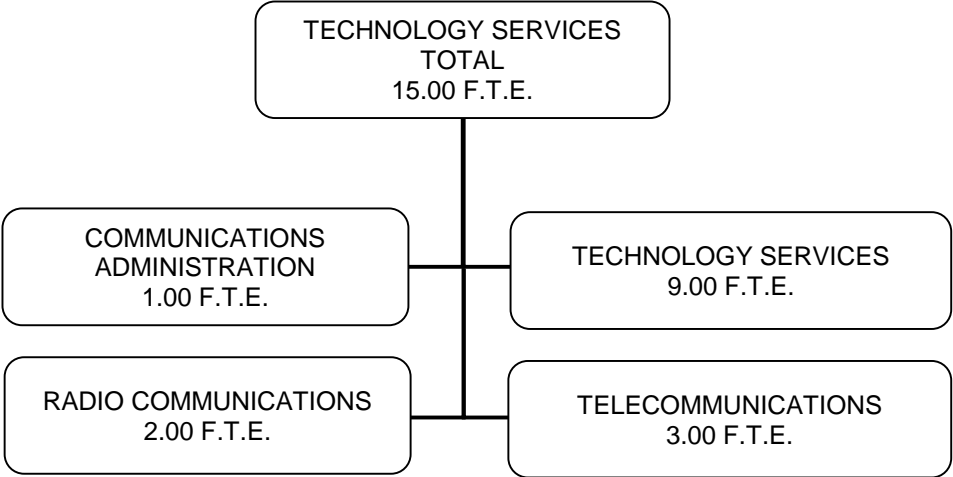 TECHNOLOGY SERVICES
TOTAL
15.00 F.T.E.
COMMUNICATIONS
ADMINISTRATION
1.00 F.T.E.
TECHNOLOGY SERVICES
9.00 F.T.E.
RADIO COMMUNICATIONS
2.00 F.T.E.
TELECOMMUNICATIONS
3.00 F.T.E.